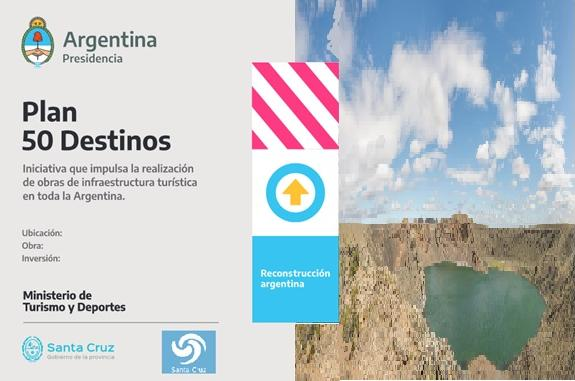 Argentina
Presidencia
Plan
50 Destinos
Iniciativa que impulsa la realización
de obras de infraestructura turística
en toda la Argentina.
Ubicación:
Obra:
Inversión:
Ministerio de
Turismo y Deportes
Santa Cruz
Gobierno de la provincia
Santa Cruz
Reconstrucción
argentina